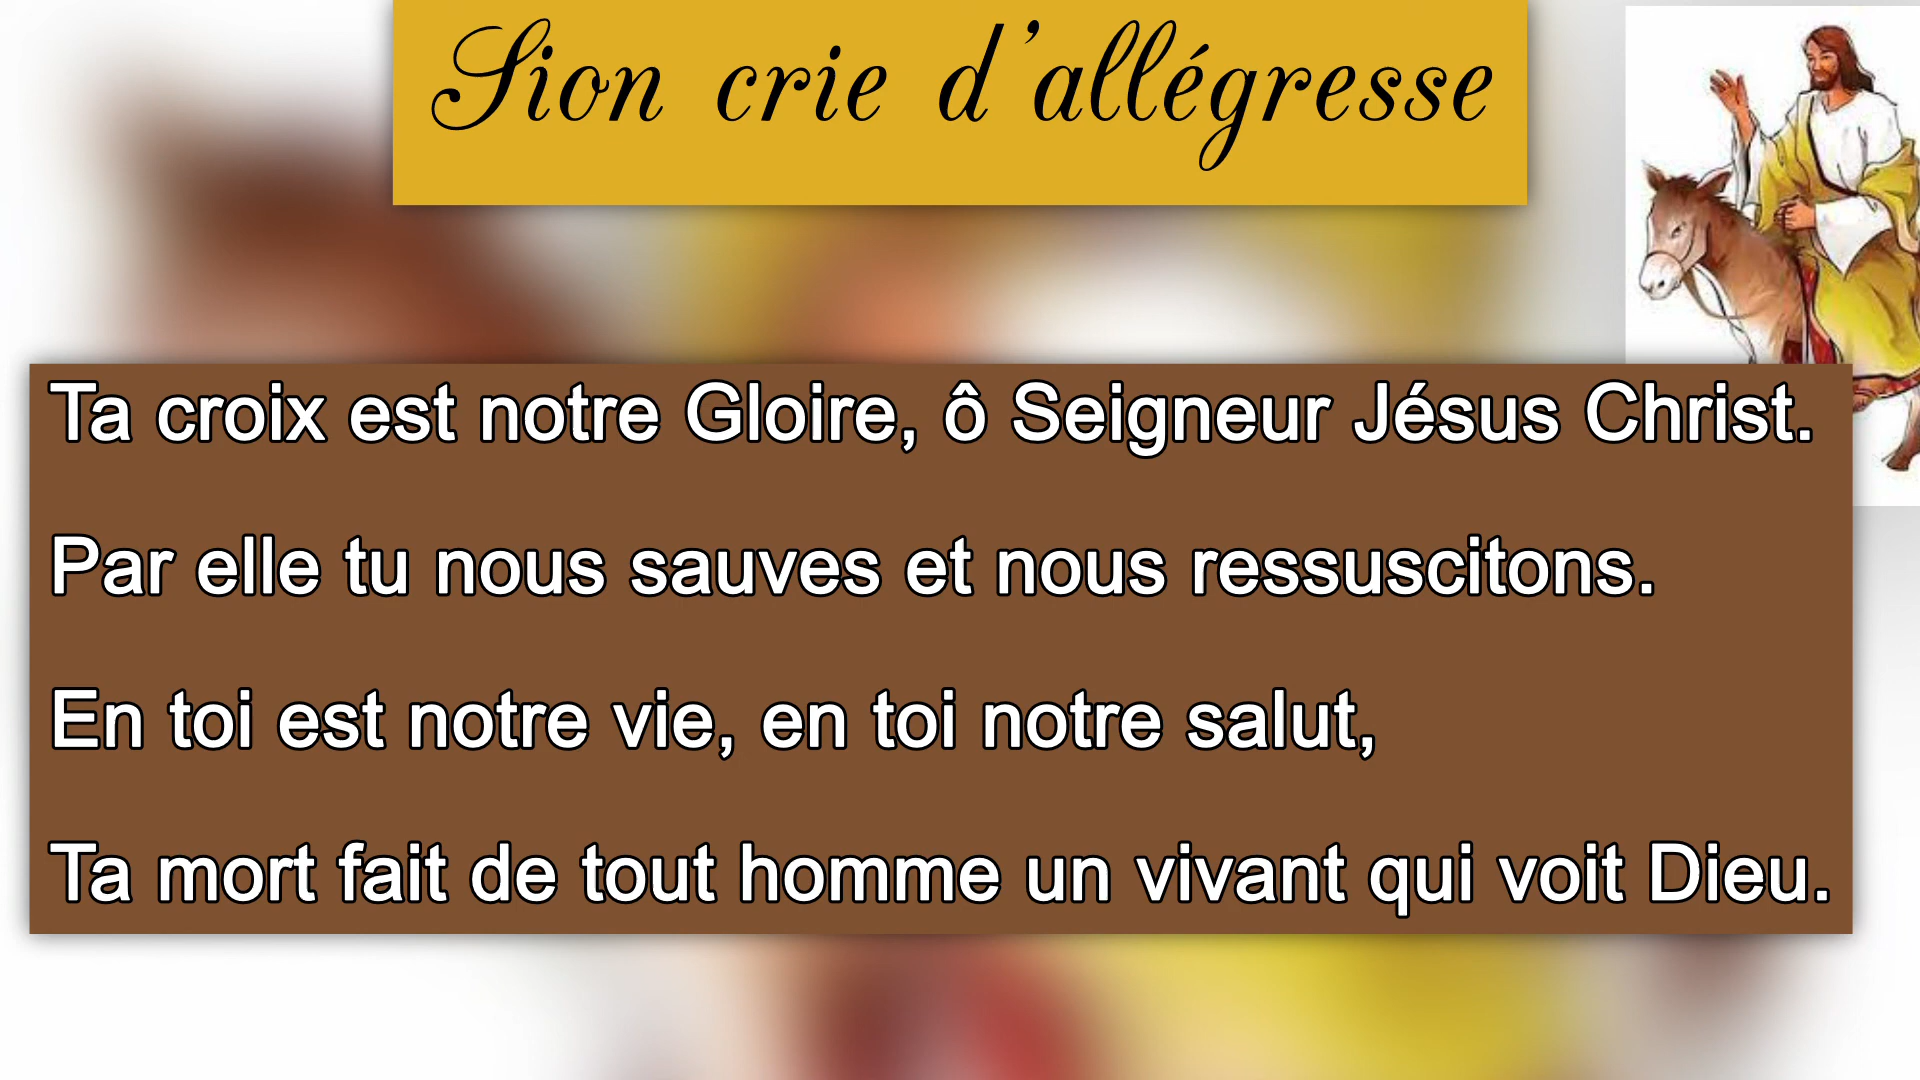 Sion crie d’allégresse
Ta croix est notre Gloire, ô Seigneur Jésus Christ.
Par elle tu nous sauves et nous ressuscitons.
En toi est notre vie, en toi notre salut,
Ta mort fait de tout homme un vivant qui voit Dieu.